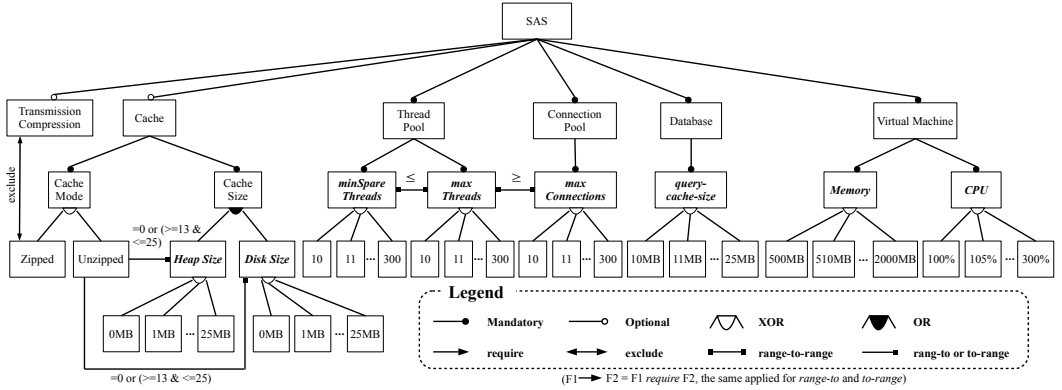 SAS
Transmission
Compression
Cache
Thread
Pool
Connection
Pool
Database
Virtual Machine
exclude
Cache
Mode
Cache
Size
minSpare
Threads
≤
max
Threads
≥
max
Connections
query-
cache-size
Memory
CPU
=0 or (>=13 &
<=25)
Zipped
Unzipped
Heap Size
Disk Size
10 11 ... 300
10 11 ... 300
10 11 ... 300
10MB 11MB ... 25MB
500MB 510MB ... 2000MB
100% 105% ... 300%
0MB 1MB ... 25MB
0MB 1MB ... 25MB
=0 or (>=13 & <=25)
Legend
Mandatory Optional XOR OR
require exclude range-to-range rang-to or to-range
(F1 → F2 = F1 require F2, the same applied for range-to and to-range)